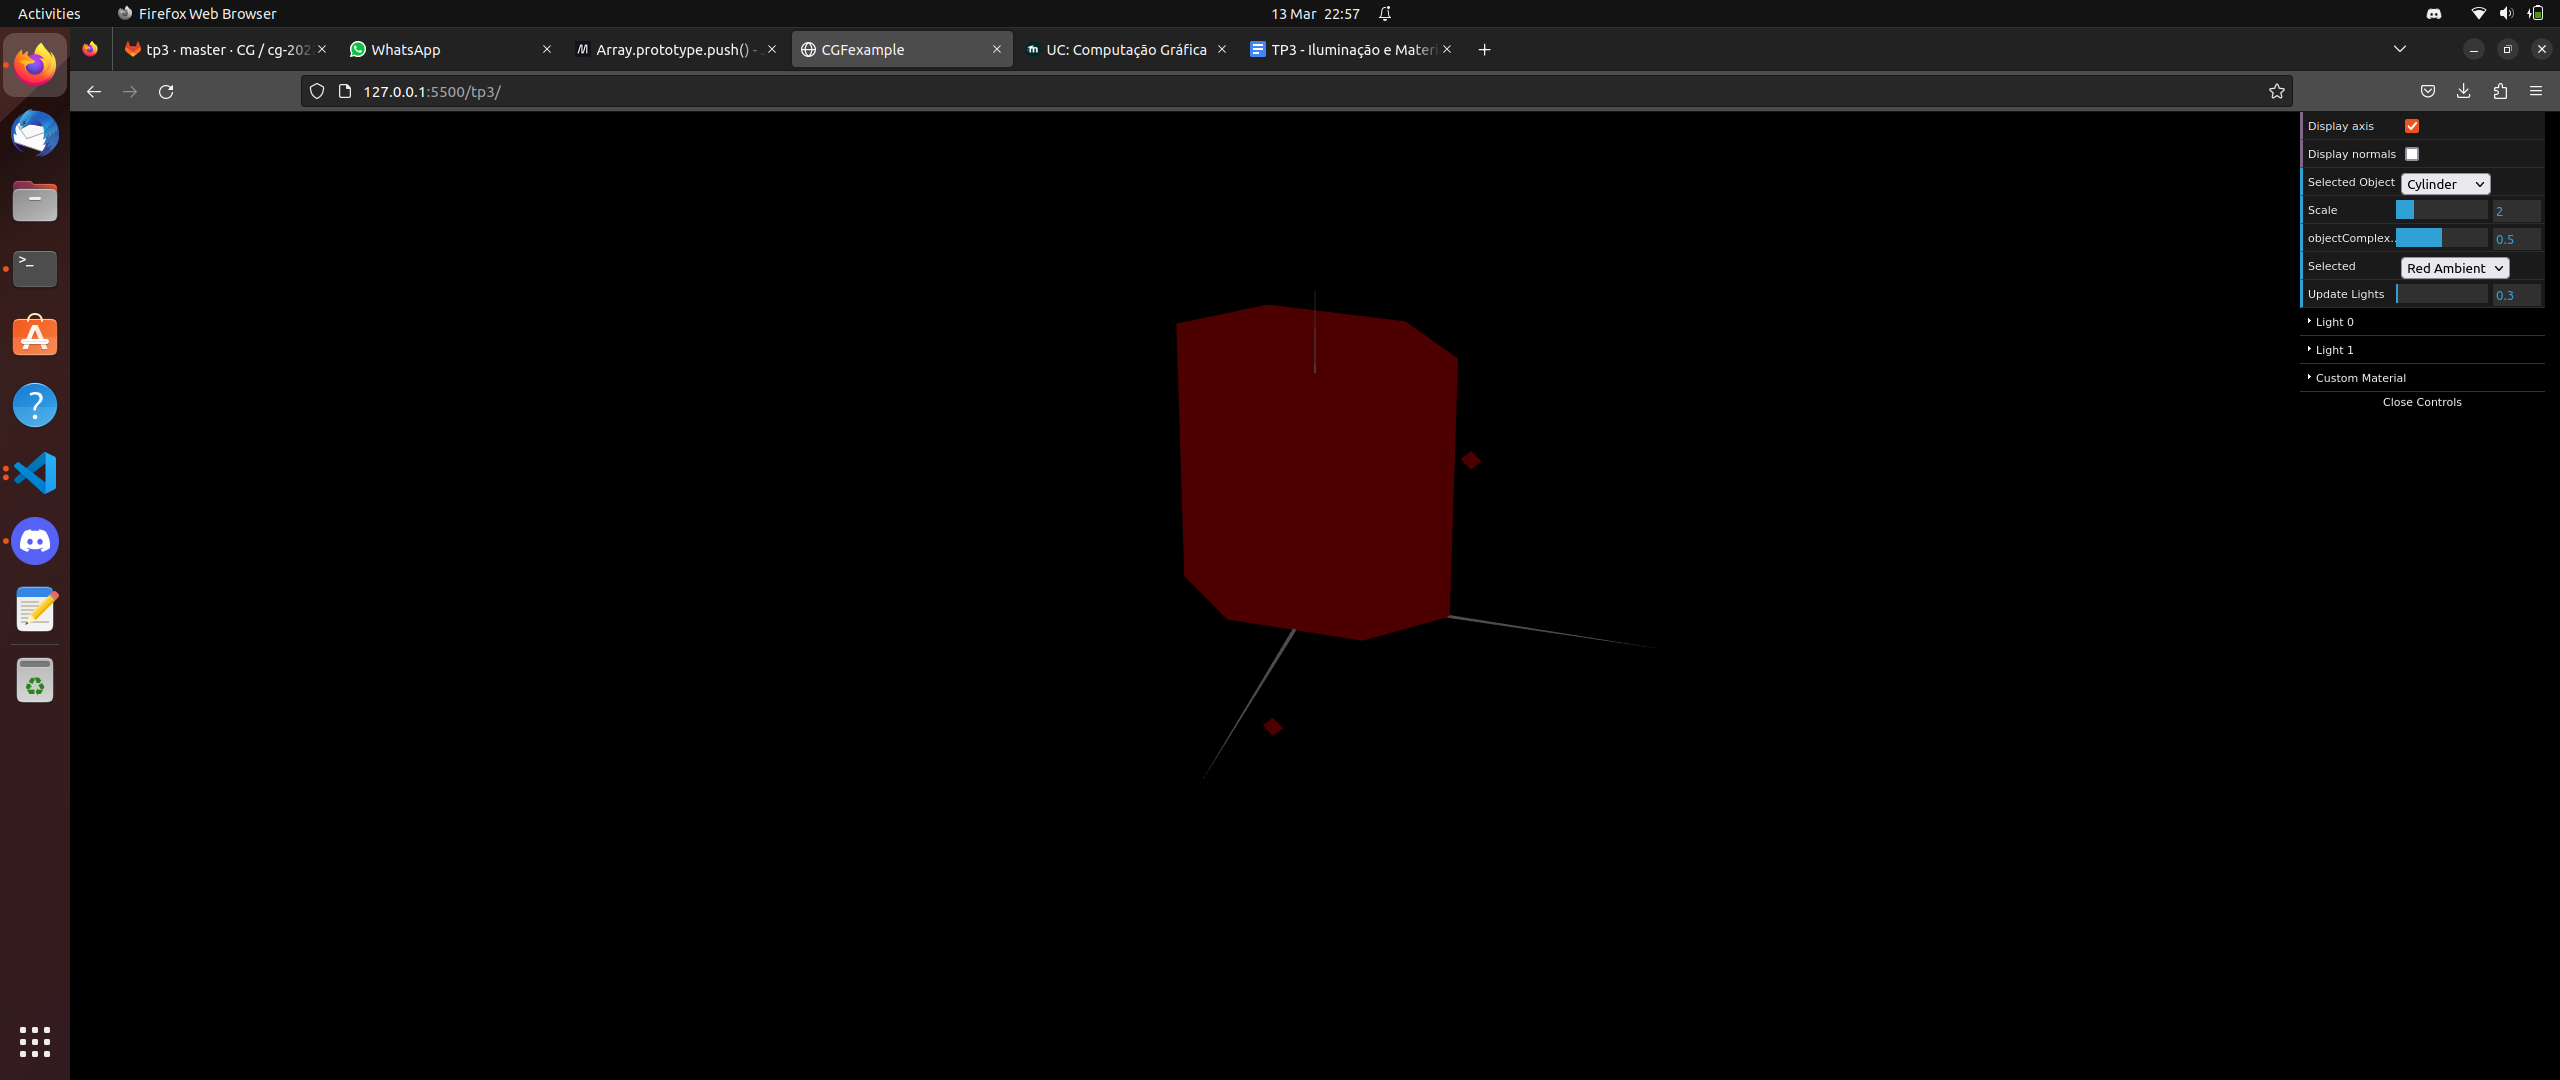 Activities
Firefox Web Browser
13 Mar 22:57
tp3 · master · CG / cg-202
WhatsApp
Array.prototype.push() -
CGFexample
UC: Computação Gráfica
TP3 - Iluminação e Materi
127.0.0.1:5500/tp3/
Display axis
Display normals
Selected Object
Cylinder
Scale
2
objectComplex..
0.5
Selected
Red Ambient
Update Lights
0.3
Light 0
Light 1
Custom Material
Close Controls